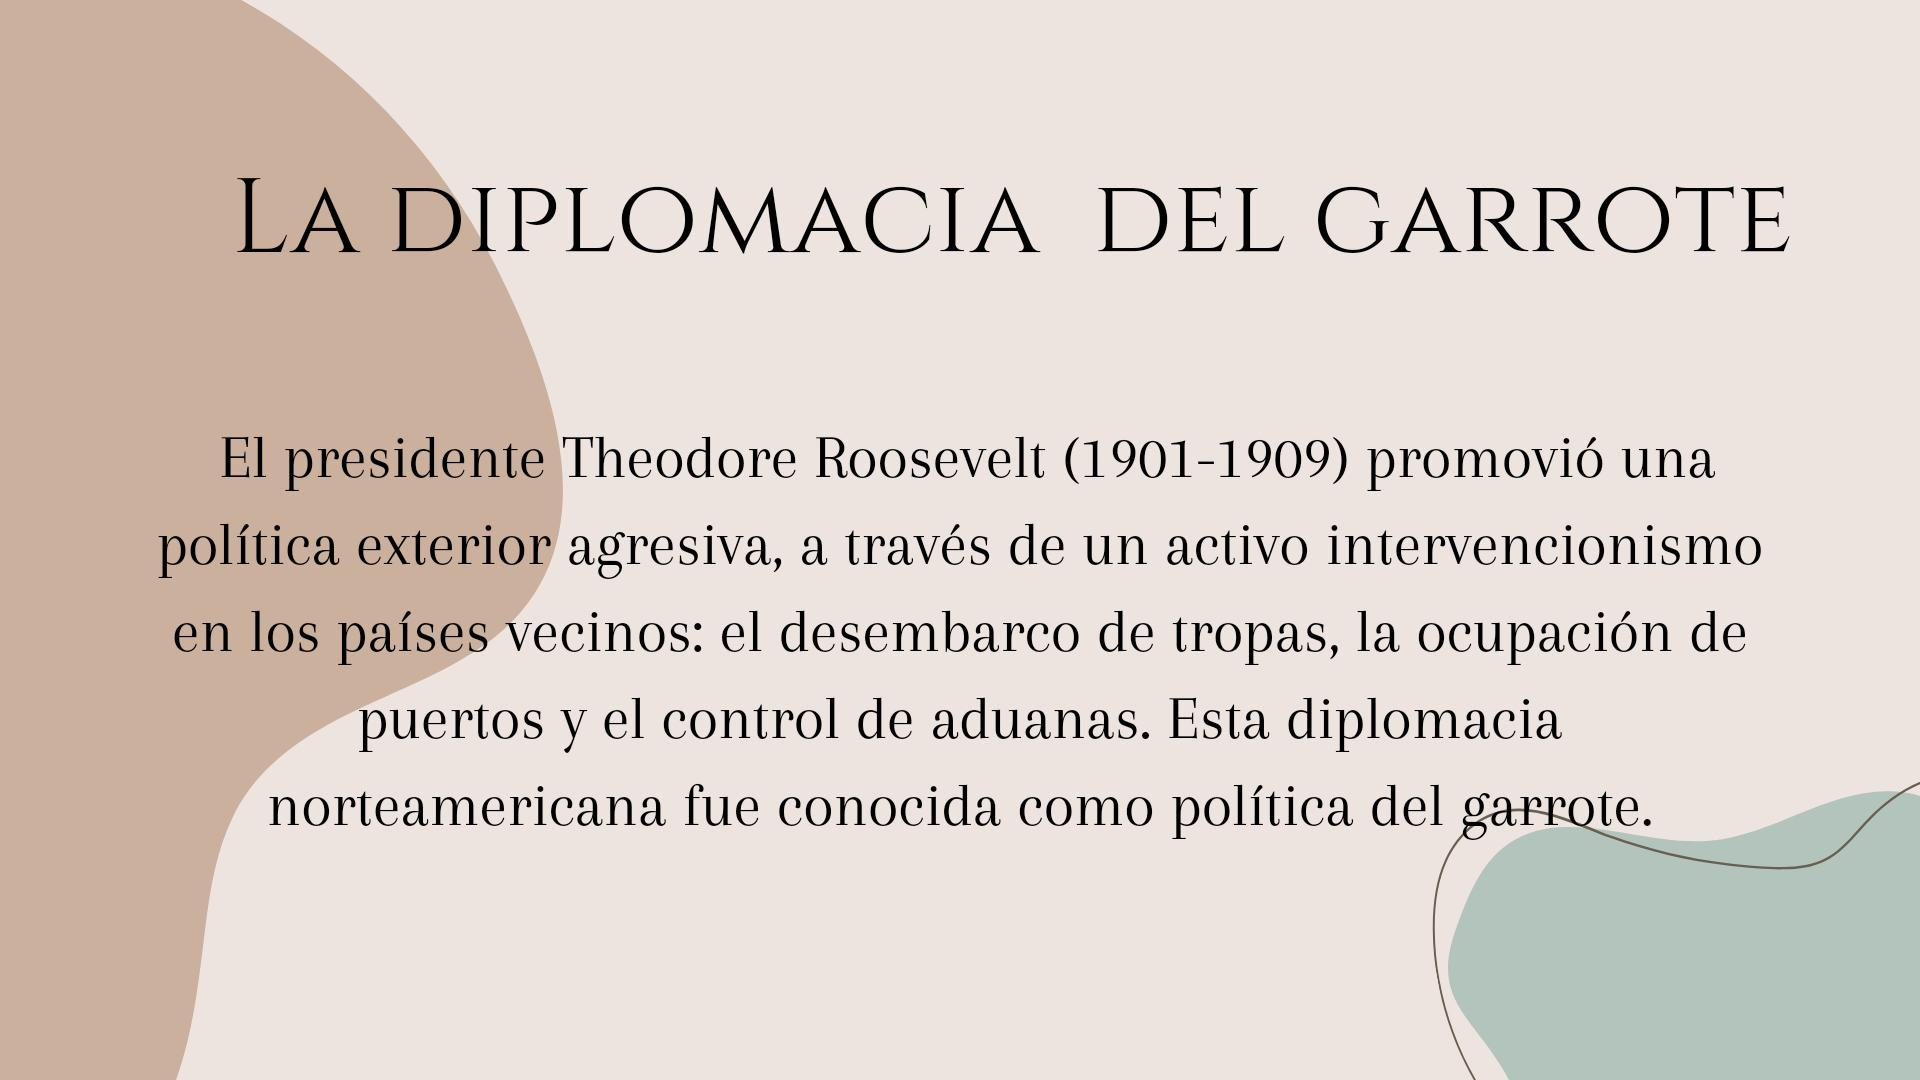 La diplomacia del garrote
El presidente Theodore Roosevelt (1901-1909) promovió una
política exterior agresiva, a través de un activo intervencionismo
en los países vecinos: el desembarco de tropas, la ocupación de
puertos y el control de aduanas. Esta diplomacia
norteamericana fue conocida como política del garrote.